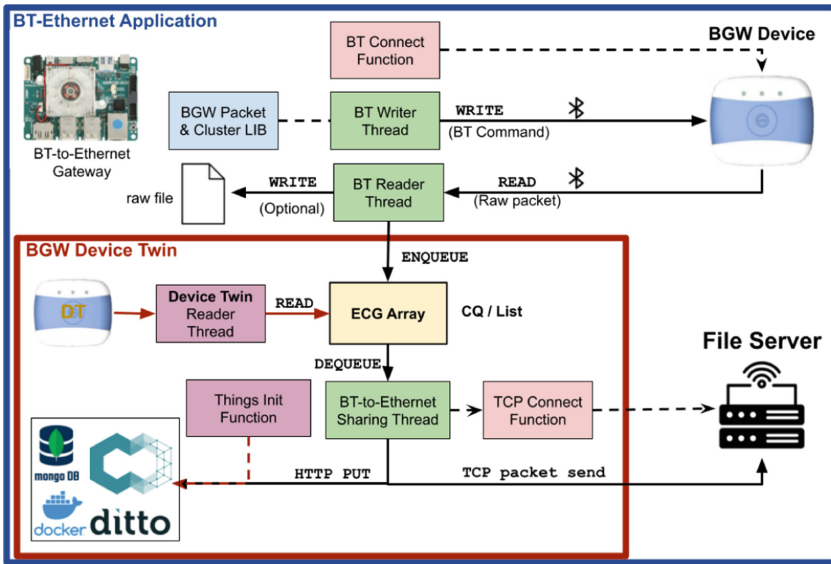 BT-Ethernet Application
BT Connect
Function
BGW Device
BT-to-Ethernet
Gateway
BGW Packet
& Cluster LIB
BT Writer
Thread
WRITE
(BT Command)
raw file
WRITE
(Optional)
BT Reader
Thread
READ
(Raw packet)
BGW Device Twin
ENQUEUE
DT
Device Twin
Reader
Thread
READ
ECG Array
CQ / List
DEQUEUE
File Server
Things Init
Function
BT-to-Ethernet
Sharing Thread
TCP Connect
Function
mongo DB
docker
ditto
HTTP PUT
TCP packet send